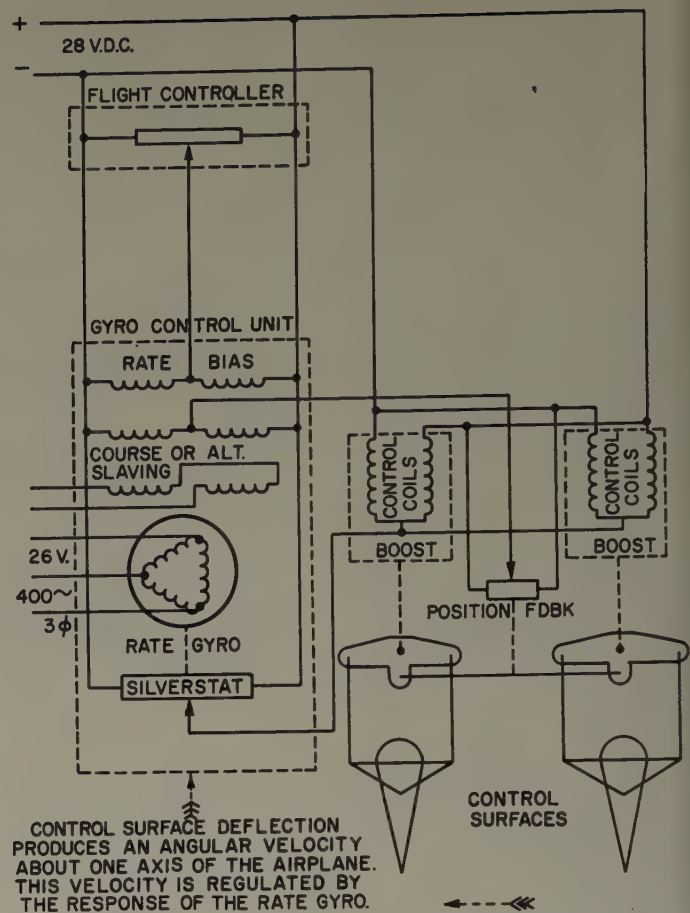 +
28 V.D.C.
−
FLIGHT CONTROLLER
GYRO CONTROL UNIT
RATE BIAS
COURSE OR ALT.
SLAVING
CONTROL
COILS
BOOST
CONTROL
COILS
BOOST
26 V.
400~
3ϕ
RATE GYRO
POSITION FDBK
SILVERSTAT
CONTROL
SURFACES
CONTROL SURFACE DEFLECTION
PRODUCES AN ANGULAR VELOCITY
ABOUT ONE AXIS OF THE AIRPLANE.
THIS VELOCITY IS REGULATED BY
THE RESPONSE OF THE RATE GYRO.